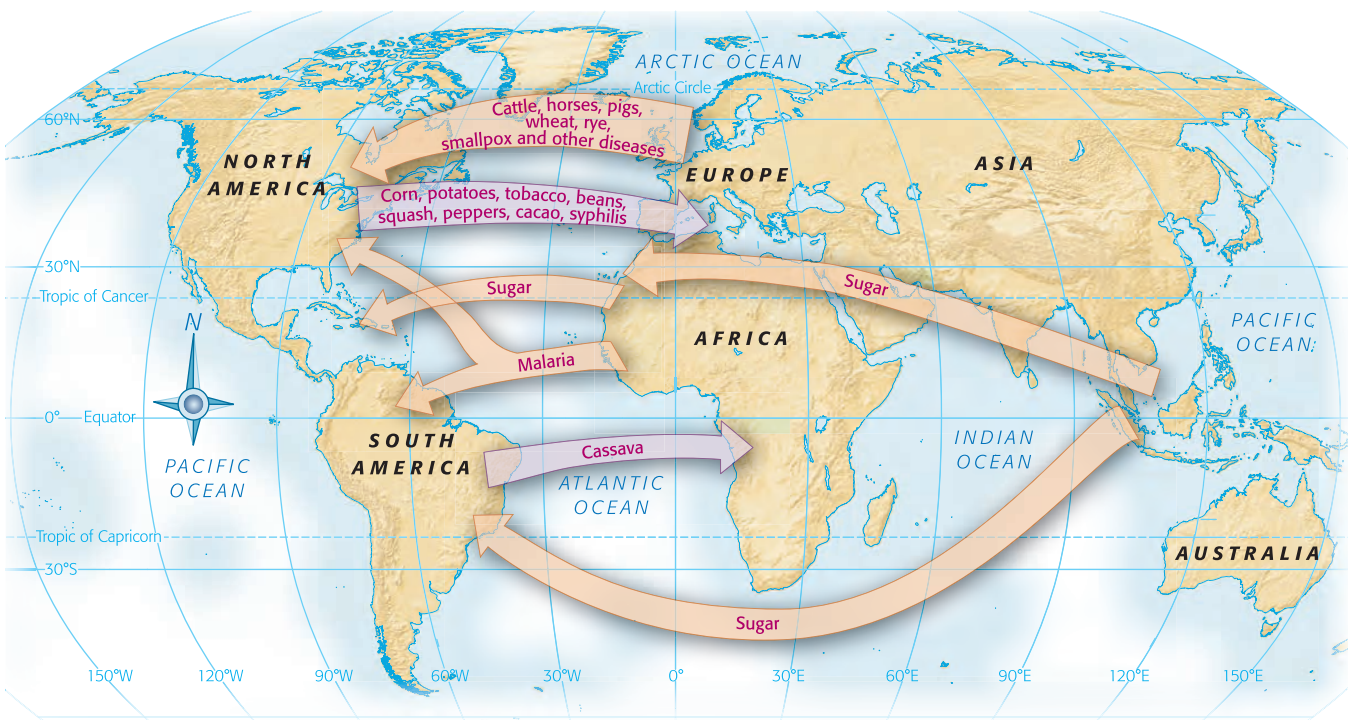 ARCTIC OCEAN
Arctic Circle
60°N
Cattle, horses, pigs,
wheat, rye,
smallpox and other diseases
NORTH
AMERICA
EUROPE
ASIA
Corn, potatoes, tobacco, beans,
squash, peppers, cacao, syphilis
30°N
Tropic of Cancer
Sugar
Sugar
N
PACIFIC
OCEAN
AFRICA
Malaria
0°
Equator
SOUTH
AMERICA
Cassava
INDIAN
OCEAN
PACIFIC
OCEAN
ATLANTIC
OCEAN
Tropic of Capricorn
AUSTRALIA
30°S
Sugar
150°W
120°W
90°W
60°W
30°W
0°
30°E
60°E
90°E
120°E
150°E